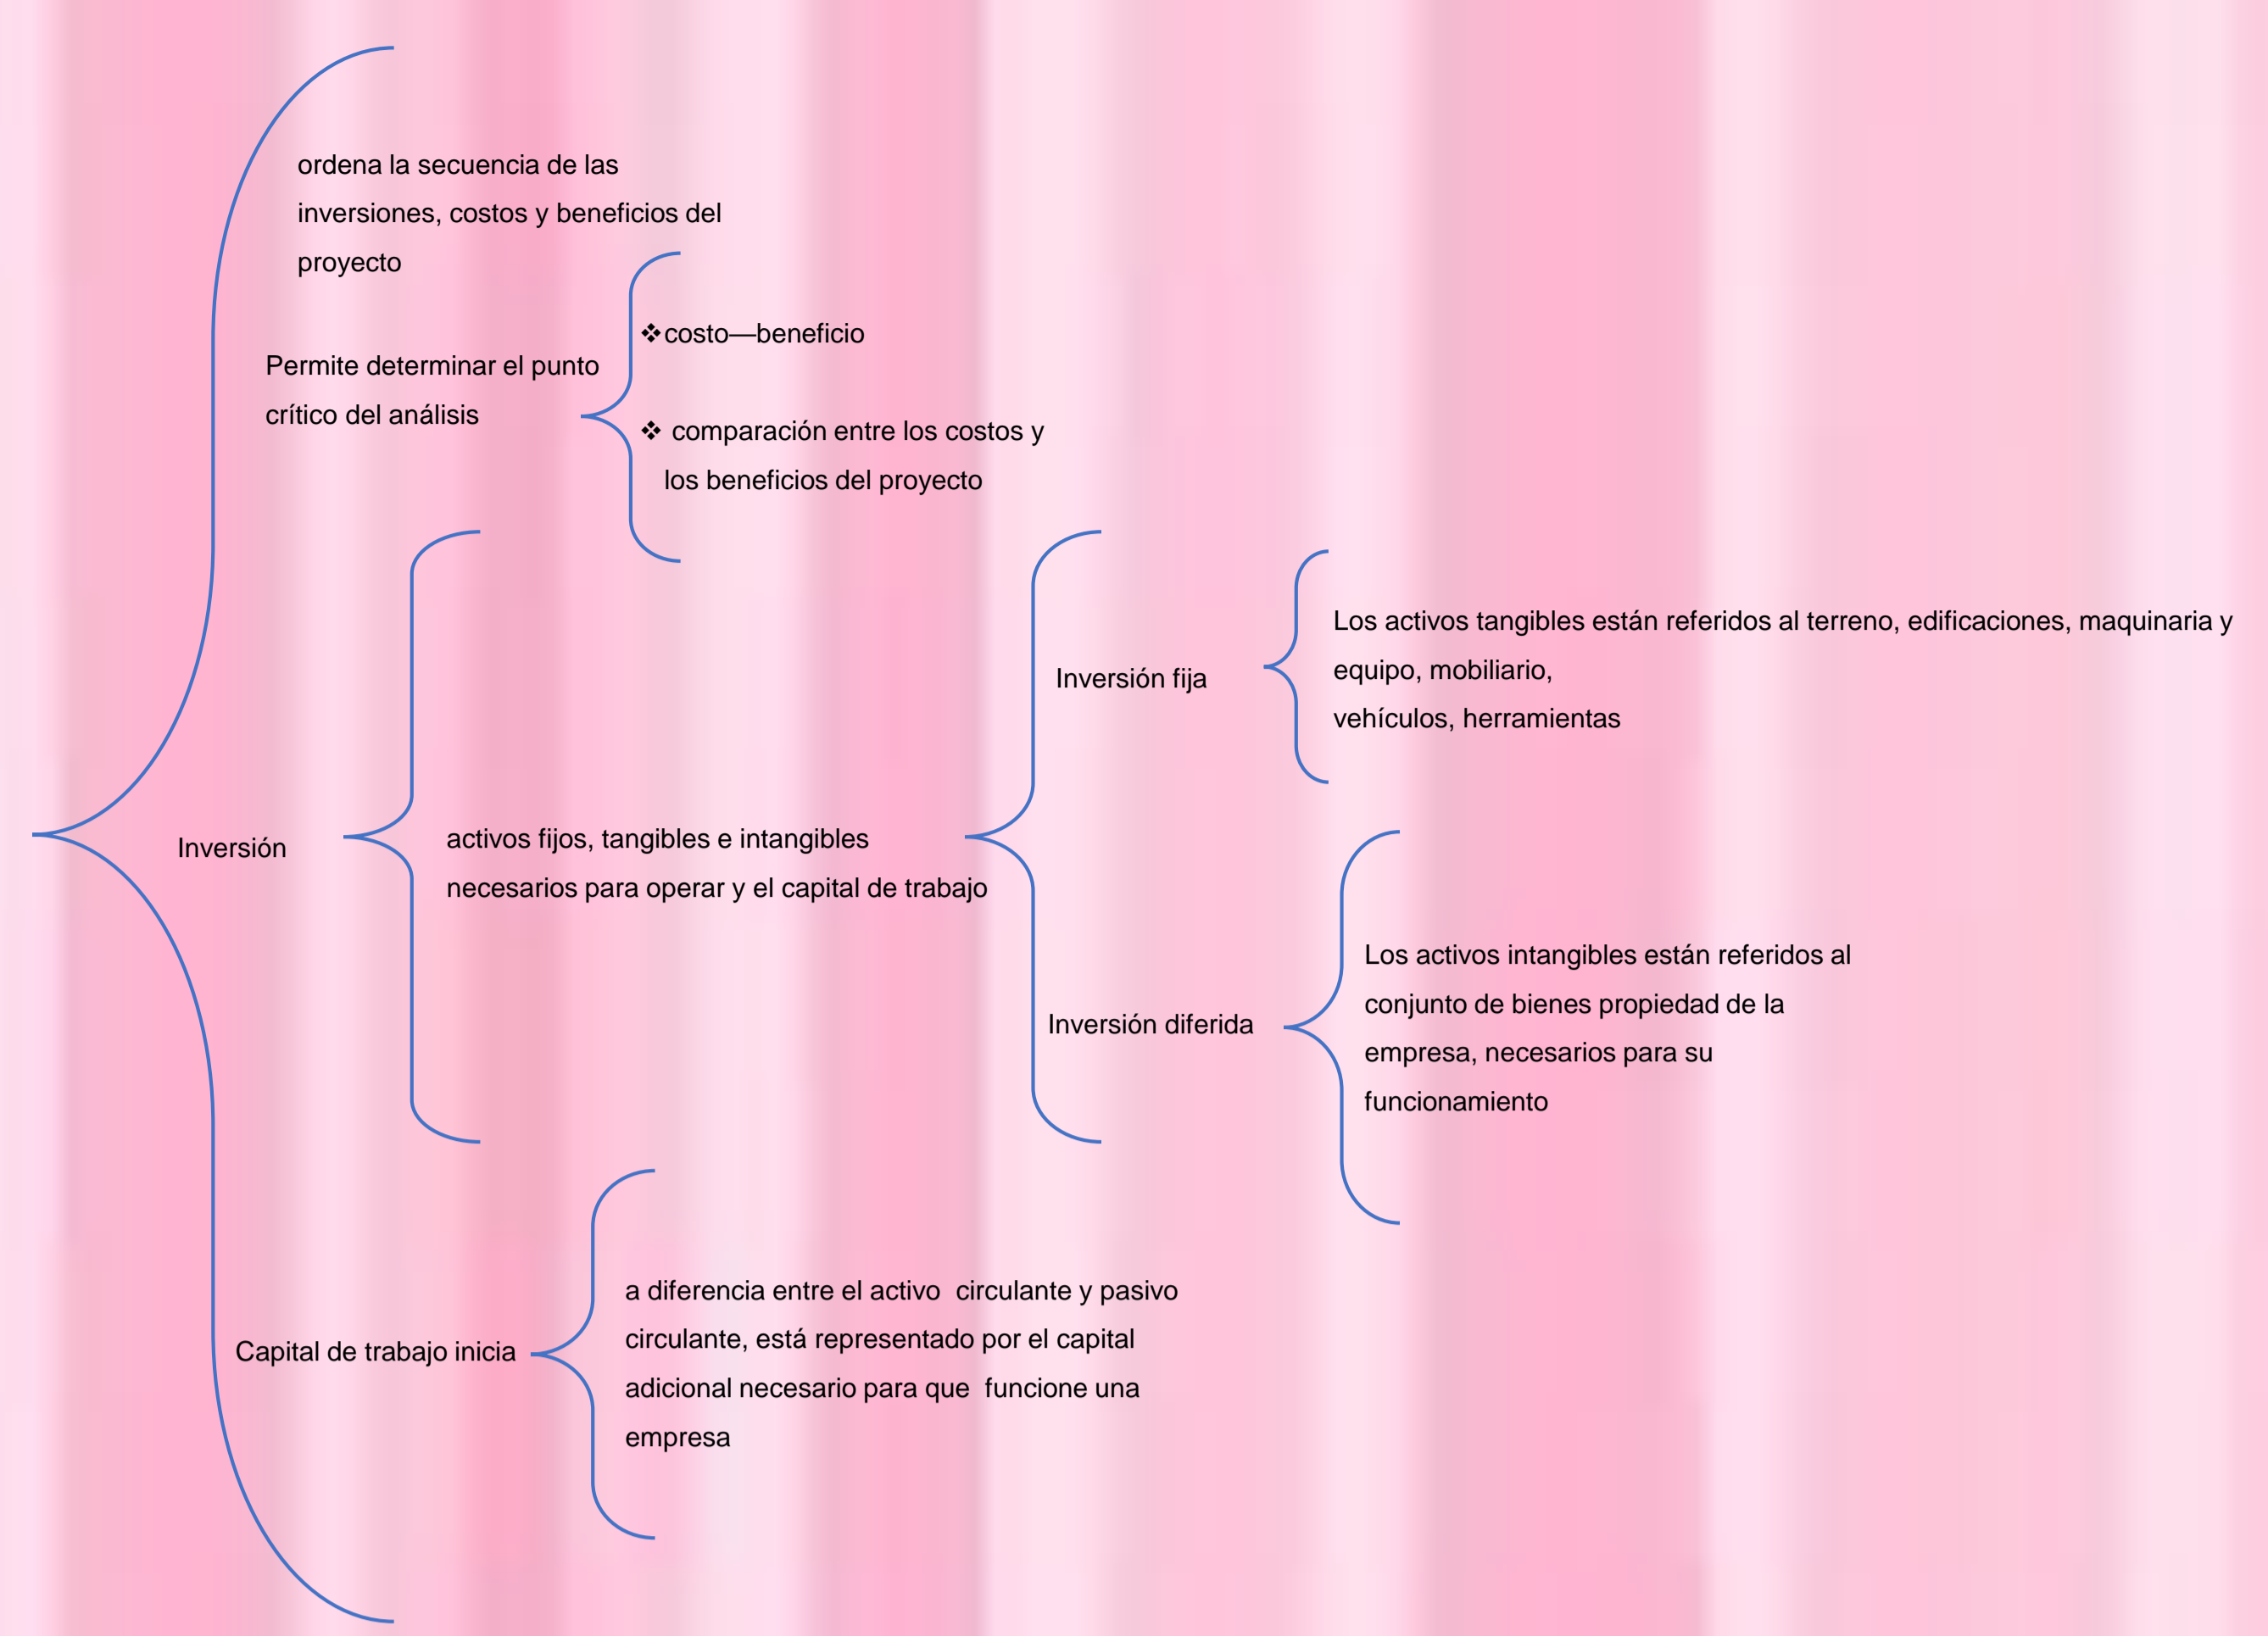 ordena la secuencia de las
inversiones, costos y beneficios del
proyecto
Permite determinar el punto
crítico del análisis
❖costo—beneficio
❖ comparación entre los costos y
los beneficios del proyecto
Inversión
activos fijos, tangibles e intangibles
necesarios para operar y el capital de trabajo
Inversión fija
Los activos tangibles están referidos al terreno, edificaciones, maquinaria y
equipo, mobiliario,
vehículos, herramientas
Inversión diferida
Los activos intangibles están referidos al
conjunto de bienes propiedad de la
empresa, necesarios para su
funcionamiento
Capital de trabajo inicia
a diferencia entre el activo  circulante y pasivo
circulante, está representado por el capital
adicional necesario para que  funcione una
empresa